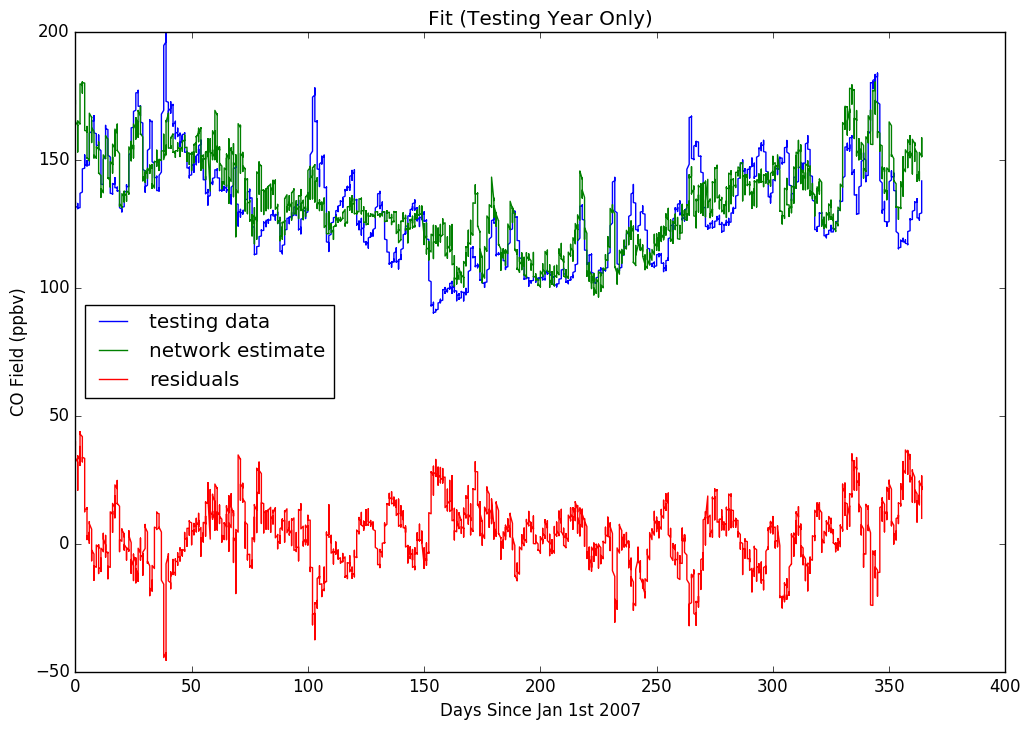 Fit (Testing Year Only)
200
150
100
50
0
−50
CO Field (ppbv)
testing data
network estimate
residuals
0 50 100 150 200 250 300 350 400
Days Since Jan 1st 2007